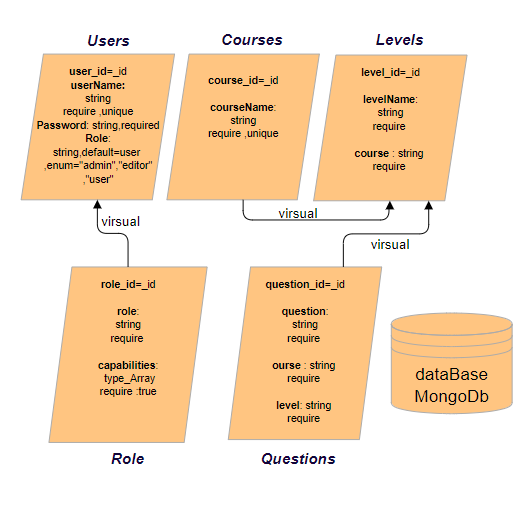 Users
user_id=_id
userName:
string
require ,unique
Password: string,required
Role:
string,default=user
,enum="admin","editor"
,"user"
Courses
course_id=_id
courseName:
string
require ,unique
Levels
level_id=_id
levelName:
string
require
course : string
require
virsual
virsual
virsual
role_id=_id
role:
string
require
capabilities:
type_Array
require :true
Role
question_id=_id
question:
string
require
ourse : string
require
level: string
require
Questions
dataBase
MongoDb